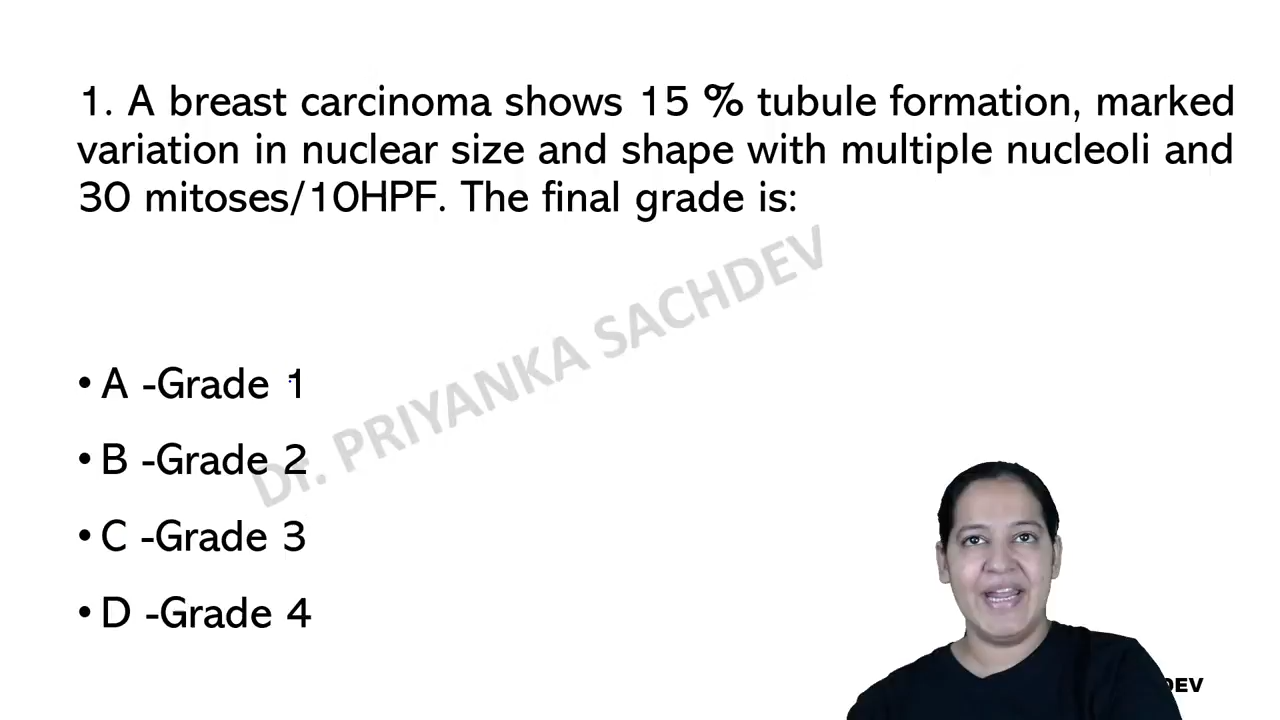 1. A breast carcinoma shows 15 % tubule formation, marked
variation in nuclear size and shape with multiple nucleoli and
30 mitoses/10HPF. The final grade is:
Dr. PRIYANKA SACHDEV
• A -Grade 1
• B -Grade 2
• C -Grade 3
• D -Grade 4